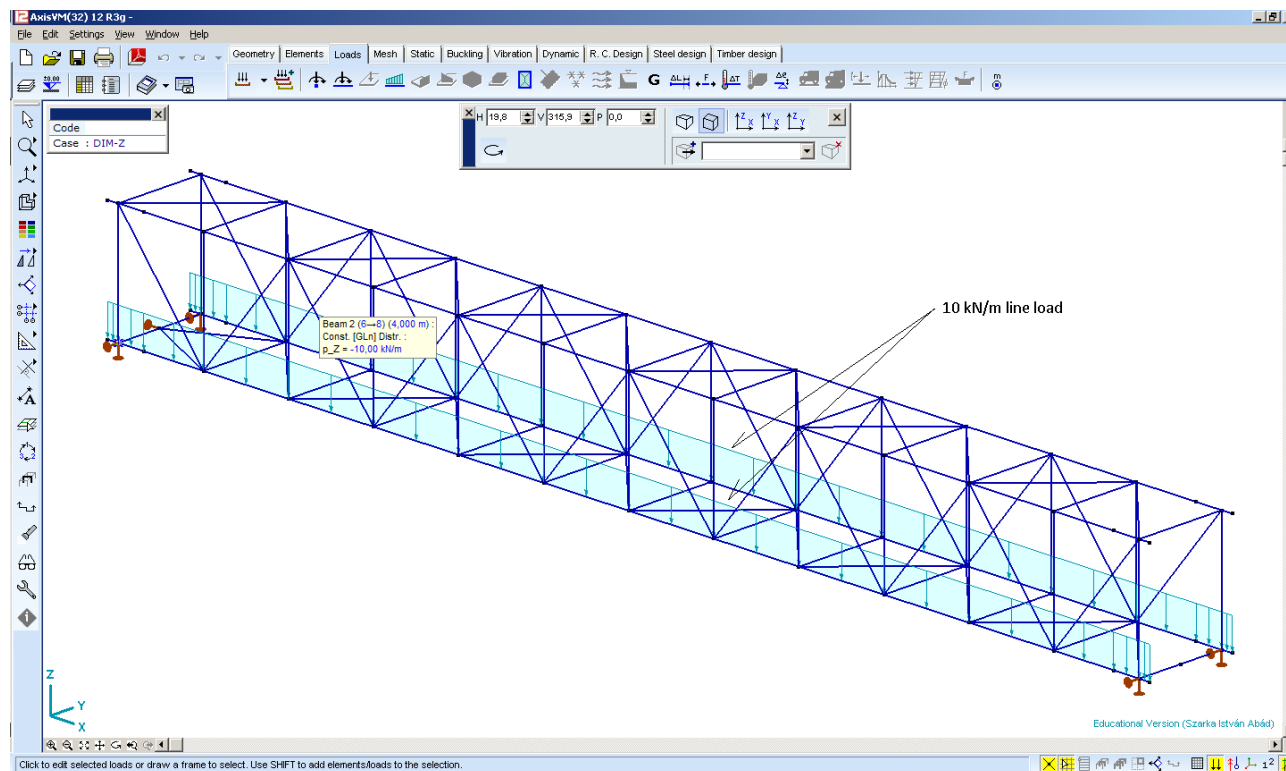 AxisVM(32) 12 R3g -
File Edit Settings View Window Help
Geometry Elements Loads Mesh Static Buckling Vibration Dynamic R. C. Design Steel design Timber design
Code
Case : DIM-Z
H 19,8 V 315,9 P 0,0
10 kN/m line load
Beam 2 (6→8) (4,000 m) :
Const. [GLn] Distr. :
p_Z = -10,00 kN/m
Z
Y
X
Educational Version (Szarka István Abád)
Click to edit selected loads or draw a frame to select. Use SHIFT to add elements/loads to the selection.